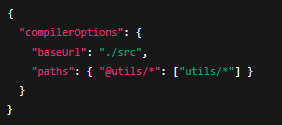 {
  "compilerOptions": {
    "baseUrl": "./src",
    "paths": { "@utils/*": ["utils/*"] }
  }
}